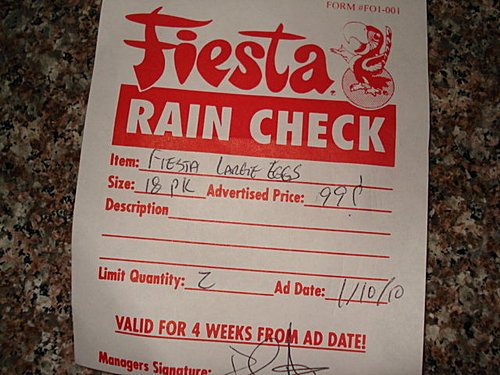 FORM #FO1-001
Fiesta
RAIN CHECK
Item: FIESTA LARGE EGGS
Size: 18 PK Advertised Price: 99¢
Description
Limit Quantity: 2 Ad Date: 1/10/10
VALID FOR 4 WEEKS FROM AD DATE!
Managers Signature: